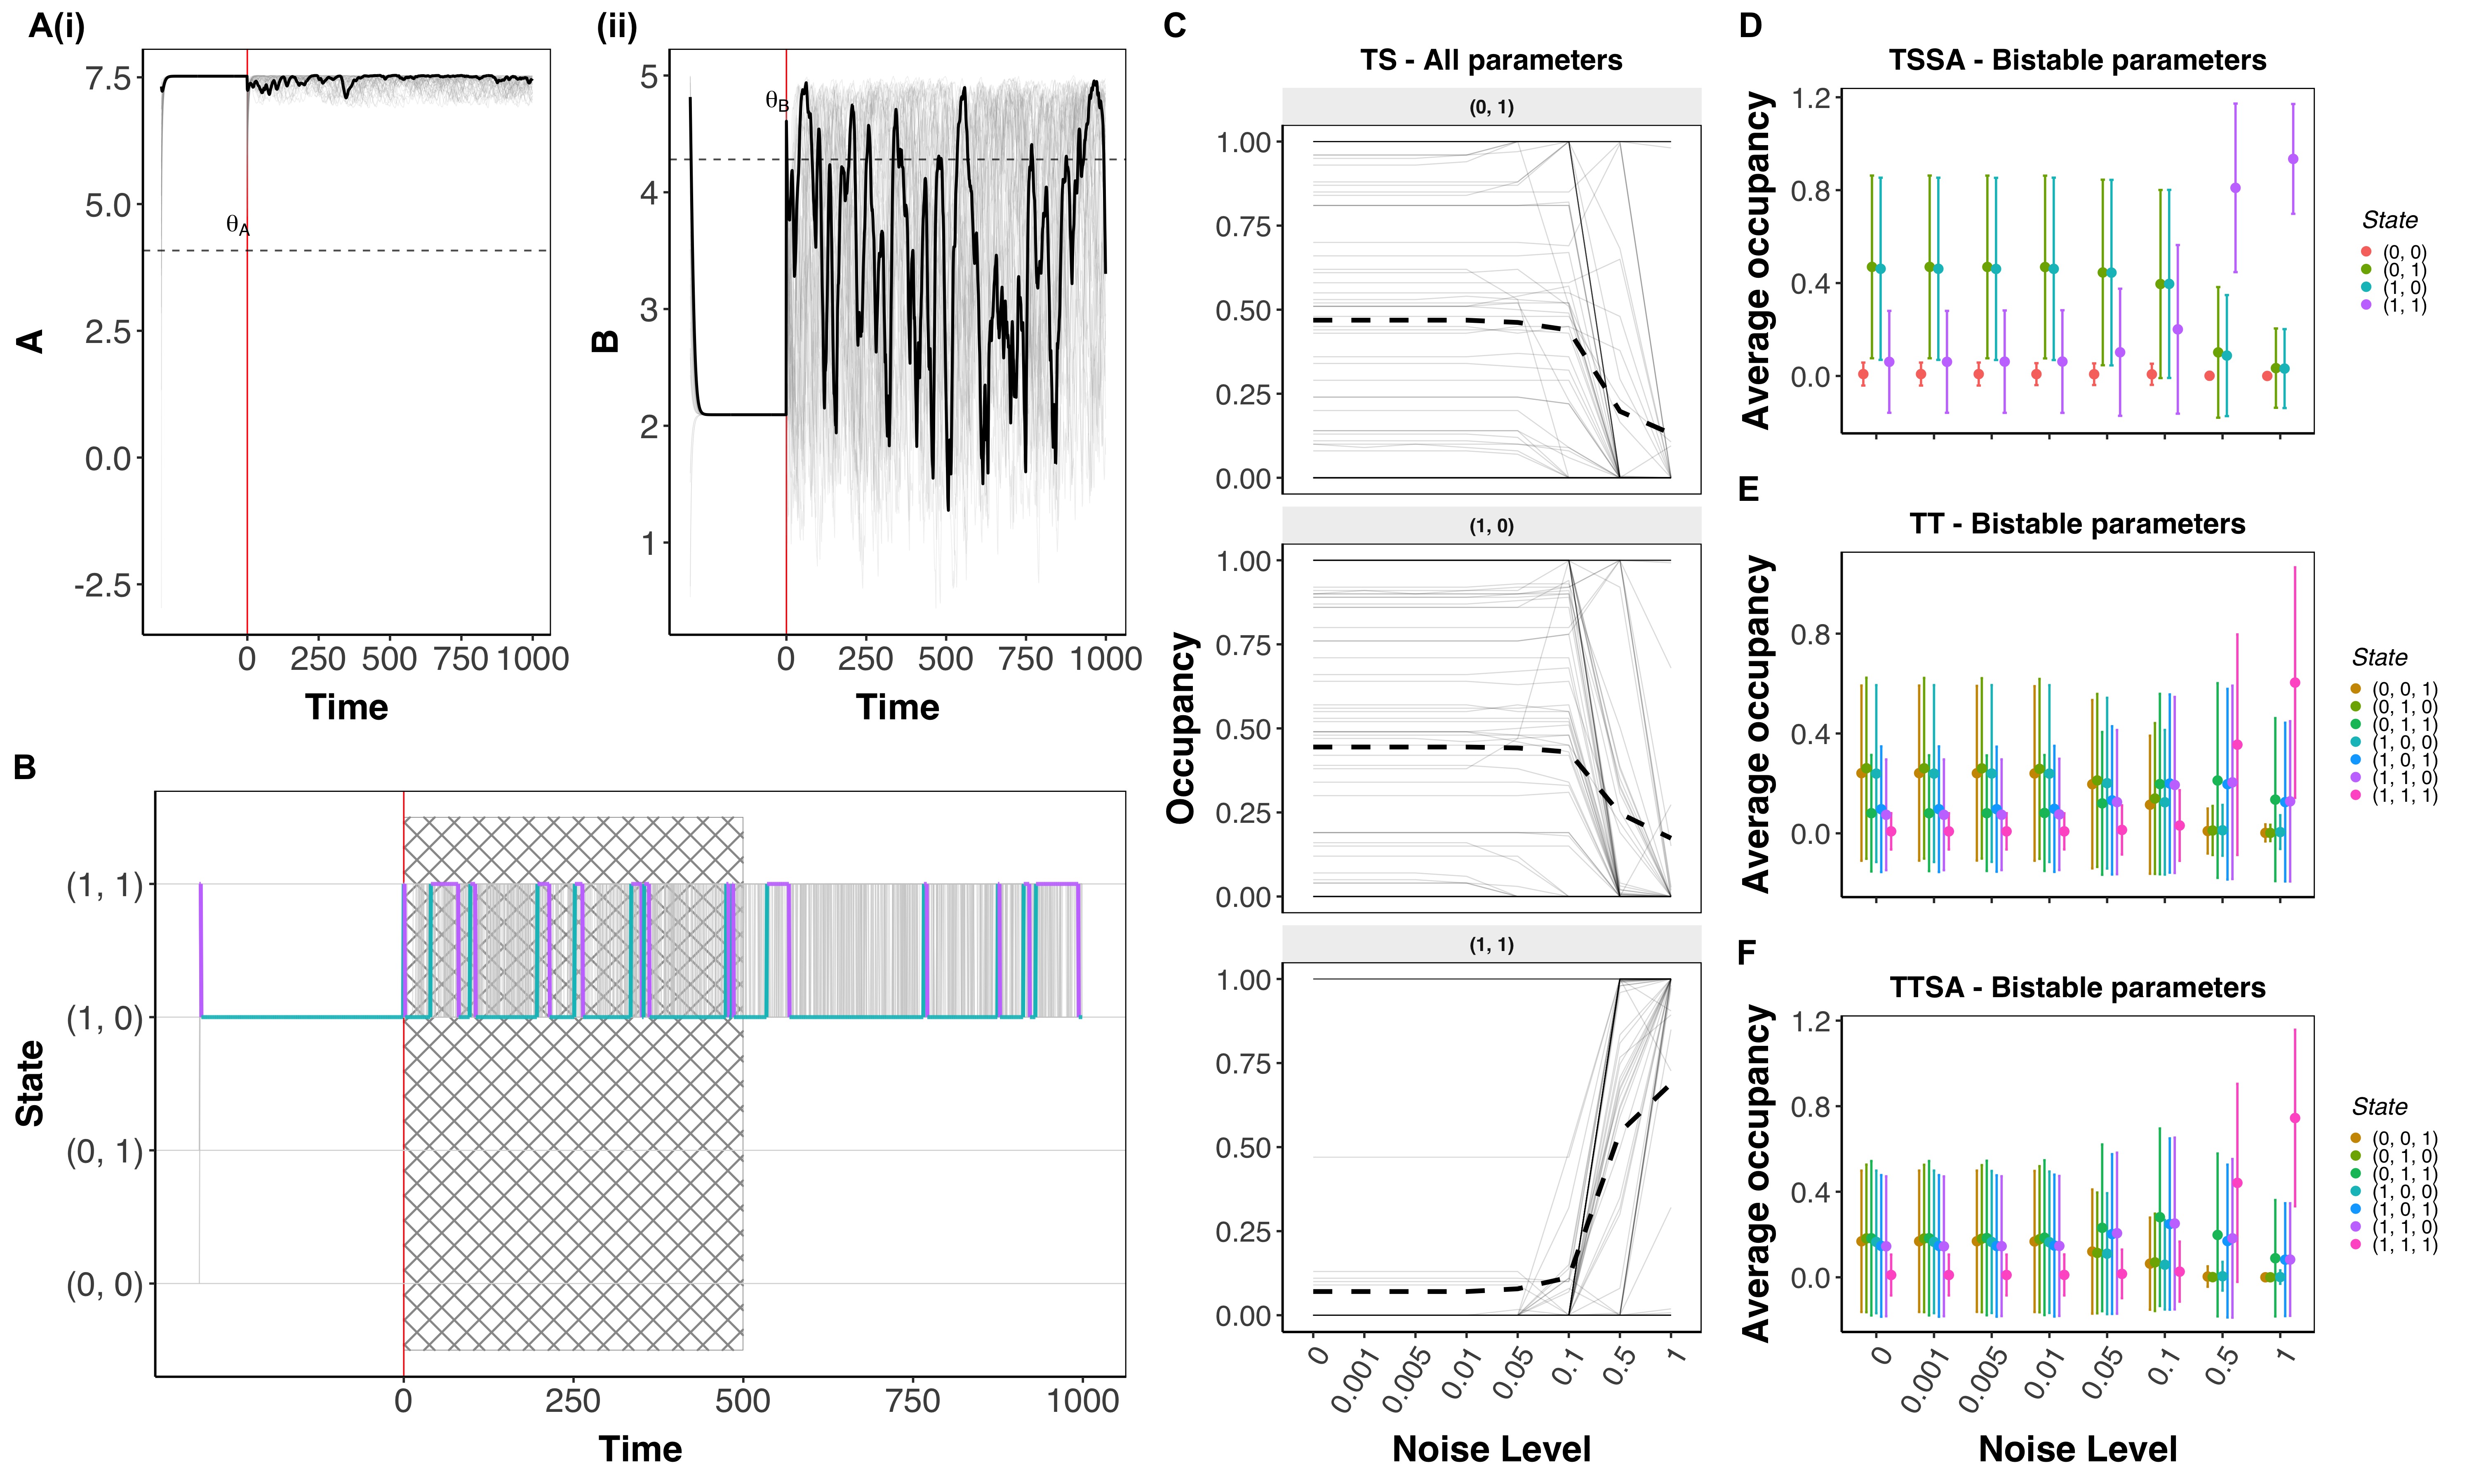 A(i)
7.5
5.0
2.5
0.0
-2.5
A
θA
0 250 500 750 1000
Time
(ii)
5
4
3
2
1
B
θB
0 250 500 750 1000
Time
B
(1, 1)
(1, 0)
(0, 1)
(0, 0)
State
0 250 500 750 1000
Time
C
TS - All parameters
(0, 1)
1.00
0.75
0.50
0.25
0.00
(1, 0)
1.00
0.75
0.50
0.25
0.00
(1, 1)
1.00
0.75
0.50
0.25
0.00
Occupancy
0 0.001 0.005 0.01 0.05 0.1 0.5 1
Noise Level
D
TSSA - Bistable parameters
1.2
0.8
0.4
0.0
Average occupancy
State
(0, 0)
(0, 1)
(1, 0)
(1, 1)
E
TT - Bistable parameters
0.8
0.4
0.0
Average occupancy
State
(0, 0, 1)
(0, 1, 0)
(0, 1, 1)
(1, 0, 0)
(1, 0, 1)
(1, 1, 0)
(1, 1, 1)
F
TTSA - Bistable parameters
1.2
0.8
0.4
0.0
Average occupancy
State
(0, 0, 1)
(0, 1, 0)
(0, 1, 1)
(1, 0, 0)
(1, 0, 1)
(1, 1, 0)
(1, 1, 1)
0 0.001 0.005 0.01 0.05 0.1 0.5 1
Noise Level